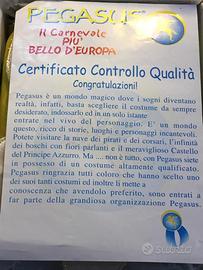 PEGASUS
il Carnevale
PIU'
BELLO D'EUROPA
Certificato Controllo Qualità
Congratulazioni!
Pegasus è un mondo magico dove i sogni diventano
realtà, infatti, basta scegliere il costume da sempre
desiderato, indossarlo ed in un solo istante
entrate nel vivo del personaggio. E' un mondo
questo, ricco di storie, luoghi e personaggi incantevoli.
Potete visitare la nave dei pirati e dei corsari, l'infinità
dei boschi con fiori parlanti e il meraviglioso Castello
del Principe Azzurro. Ma .... non è tutto, con Pegasus siete
in possesso di un costume altamente qualificato.
Pegasus ringrazia tutti coloro che hanno scelto uno
dei suoi tanti costumi ed inoltre li mette a
conoscenza che avendolo preferito, sono entrati a
far parte della grandiosa organizzazione Pegasus.
SUBITO